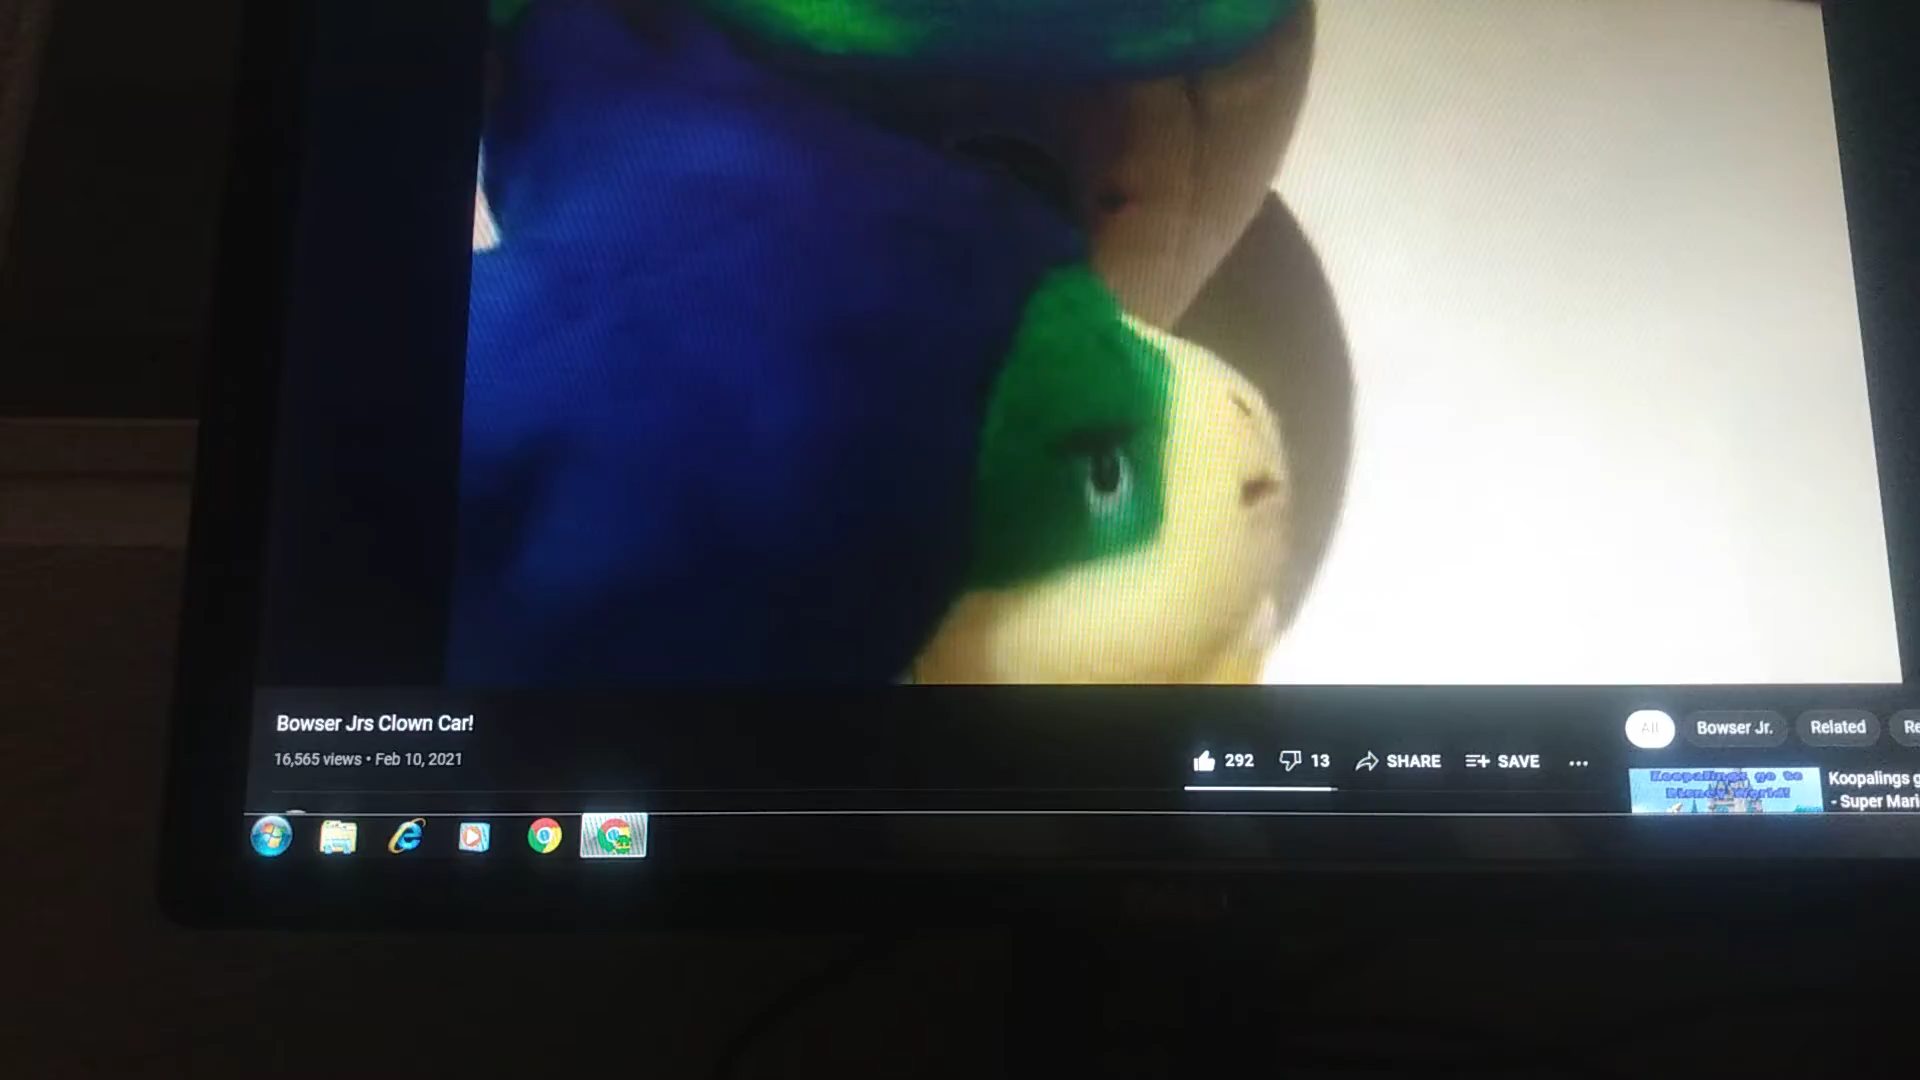 Bowser Jrs Clown Car!
16,565 views • Feb 10, 2021
292 13 SHARE SAVE
All Bowser Jr. Related Re
Koopalings go to
Disney World!
Koopalings g
- Super Mari